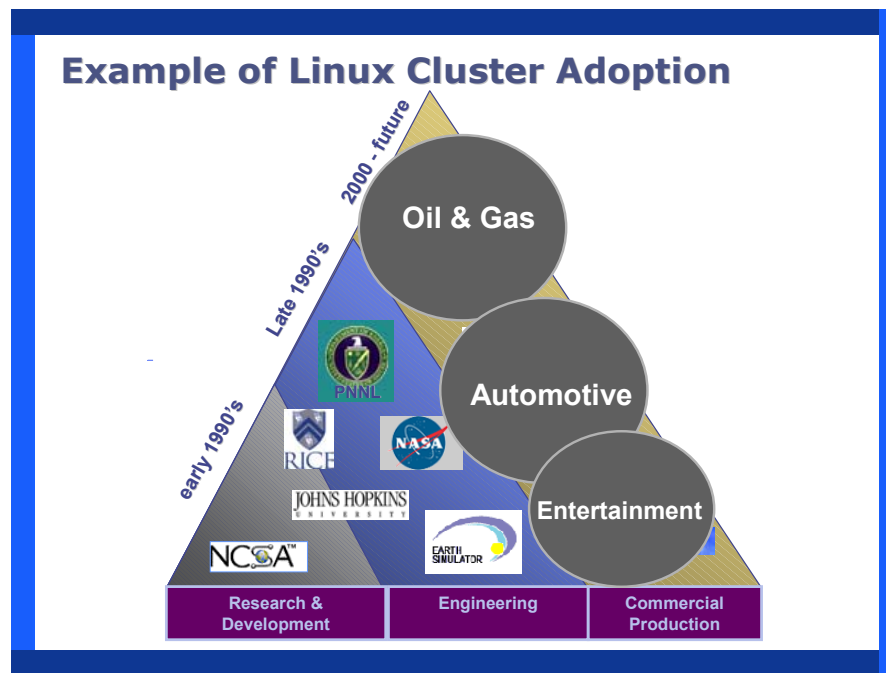 Example of Linux Cluster Adoption
2000 - future
Oil & Gas
Late 1990's
PNNL
Automotive
early 1990's
RICE
NASA
JOHNS HOPKINS
UNIVERSITY
Entertainment
NCSA™
EARTH
SIMULATOR
Research &
Development
Engineering
Commercial
Production